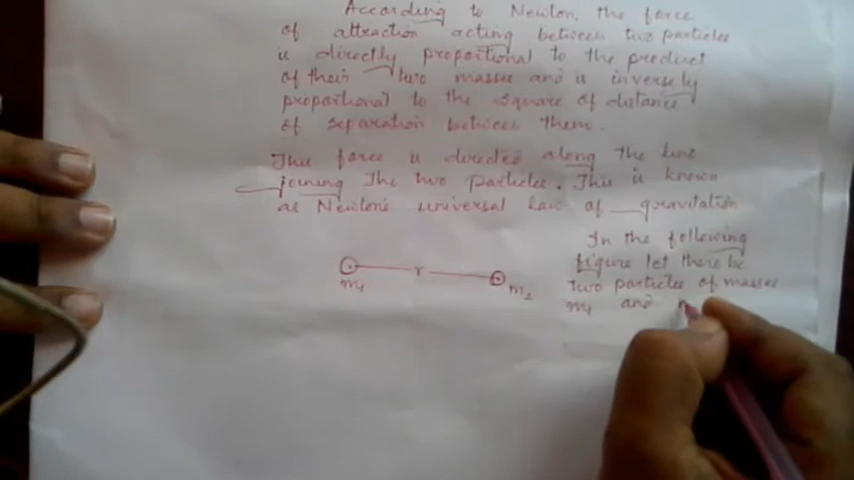 According to Newton, the force
of attraction acting between two particles
is directly proportional to the product
of their two masses and is inversely
proportional to the square of distance
of separation between them.
This force is directed along the line
joining the two particles. This is known
as Newton's universal law of gravitation
In the following
figure let there be
two particles of masses
m₁ and
m₁ r m₂